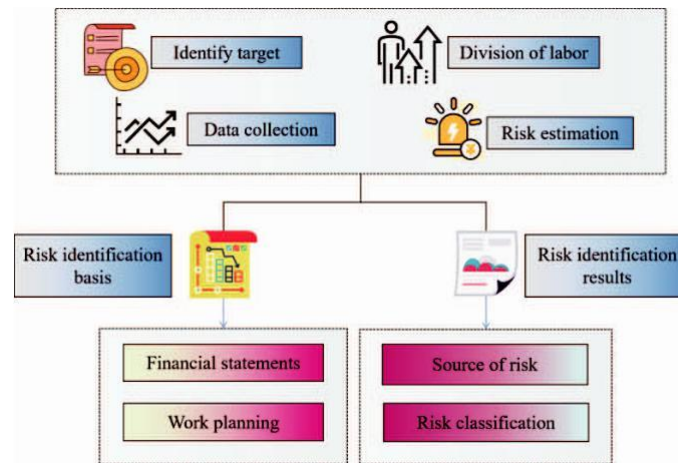 Identify target
Division of labor
Data collection
Risk estimation
Risk identification
basis
Risk identification
results
Financial statements
Source of risk
Work planning
Risk classification